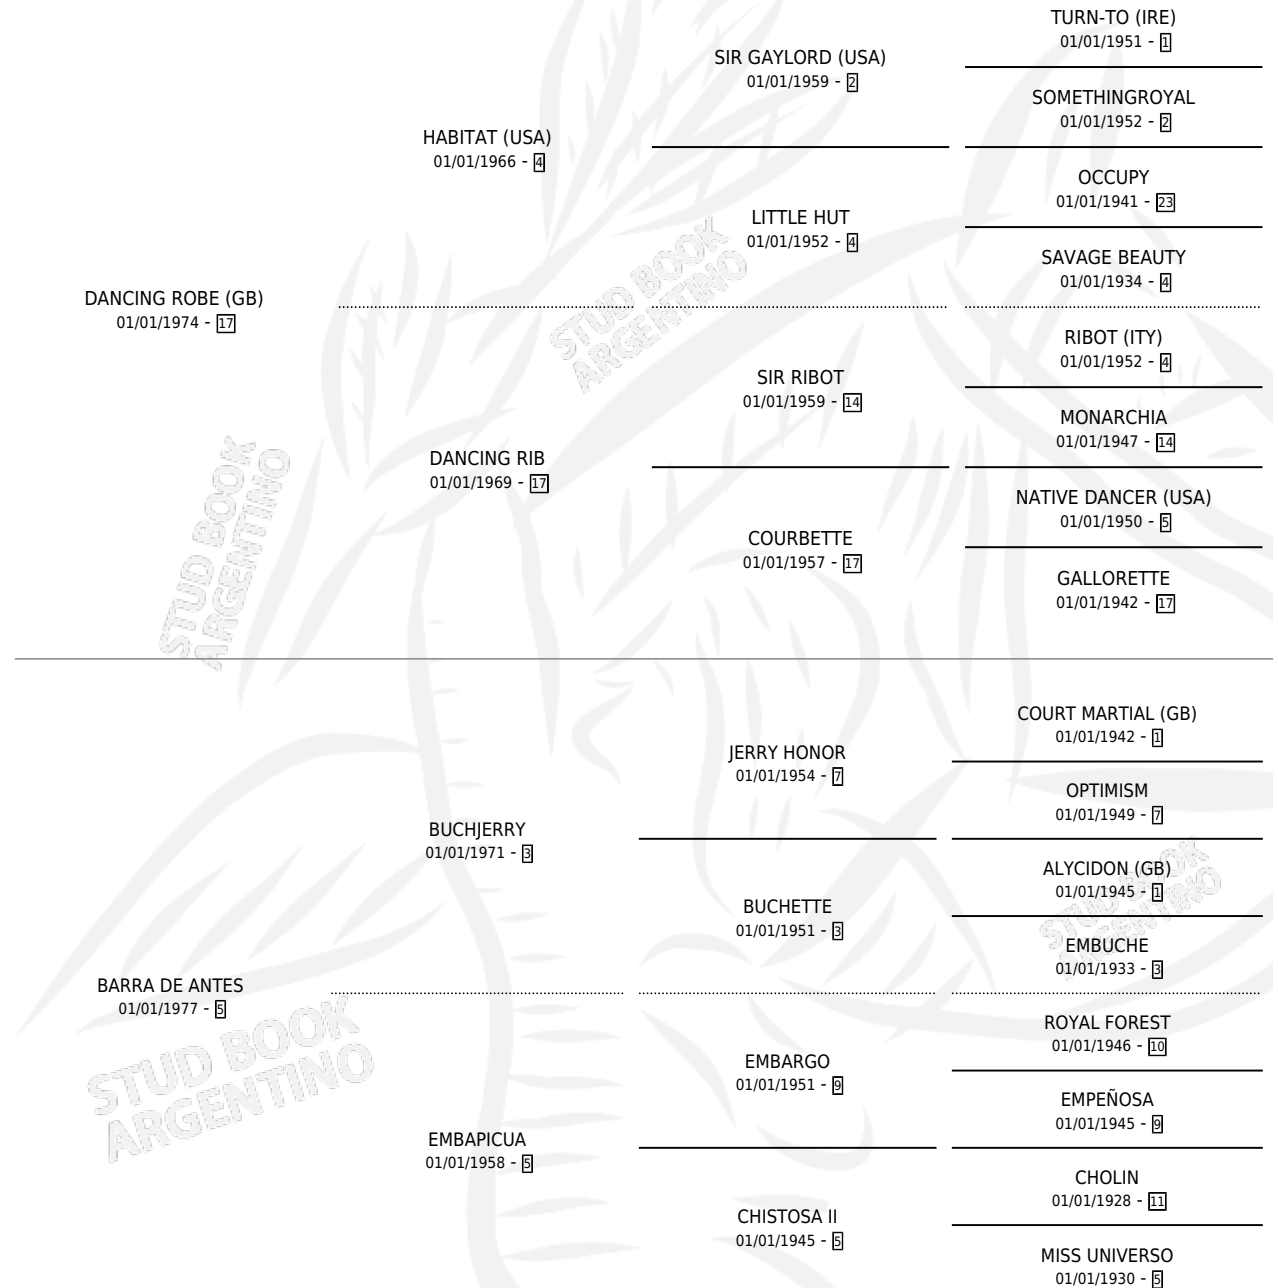 TURN-TO (IRE)
01/01/1951 - 1
SIR GAYLORD (USA)
01/01/1959 - 2
SOMETHINGROYAL
01/01/1952 - 2
HABITAT (USA)
01/01/1966 - 4
OCCUPY
01/01/1941 - 23
LITTLE HUT
01/01/1952 - 4
SAVAGE BEAUTY
01/01/1934 - 4
DANCING ROBE (GB)
01/01/1974 - 17
RIBOT (ITY)
01/01/1952 - 4
SIR RIBOT
01/01/1959 - 14
MONARCHIA
01/01/1947 - 14
DANCING RIB
01/01/1969 - 17
NATIVE DANCER (USA)
01/01/1950 - 5
COURBETTE
01/01/1957 - 17
GALLORETTE
01/01/1942 - 17
COURT MARTIAL (GB)
01/01/1942 - 1
JERRY HONOR
01/01/1954 - 7
OPTIMISM
01/01/1949 - 7
BUCHJERRY
01/01/1971 - 3
ALYCIDON (GB)
01/01/1945 - 1
BUCHETTE
01/01/1951 - 3
EMBUCHE
01/01/1933 - 3
BARRA DE ANTES
01/01/1977 - 5
ROYAL FOREST
01/01/1946 - 10
EMBARGO
01/01/1951 - 9
EMPEÑOSA
01/01/1945 - 9
EMBAPICUA
01/01/1958 - 5
CHOLIN
01/01/1928 - 11
CHISTOSA II
01/01/1945 - 5
MISS UNIVERSO
01/01/1930 - 5
STUD BOOK
ARGENTINO
STUD BOOK
ARGENTINO
STUD BOOK
ARGENTINO
STUD BOOK
ARGENTINO